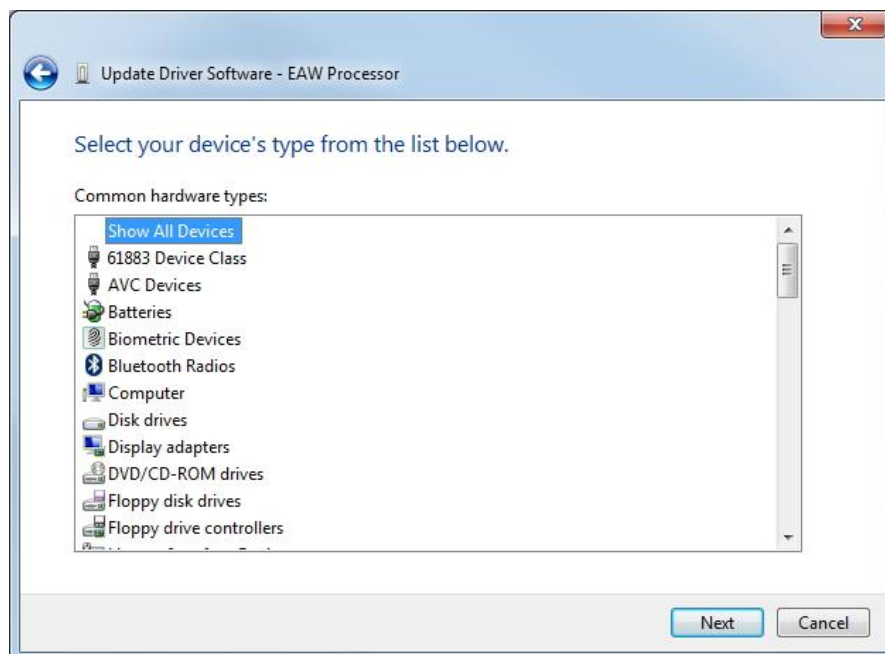 Update Driver Software - EAW Processor
Select your device's type from the list below.
Common hardware types:
Show All Devices
61883 Device Class
AVC Devices
Batteries
Biometric Devices
Bluetooth Radios
Computer
Disk drives
Display adapters
DVD/CD-ROM drives
Floppy disk drives
Floppy drive controllers
Next Cancel